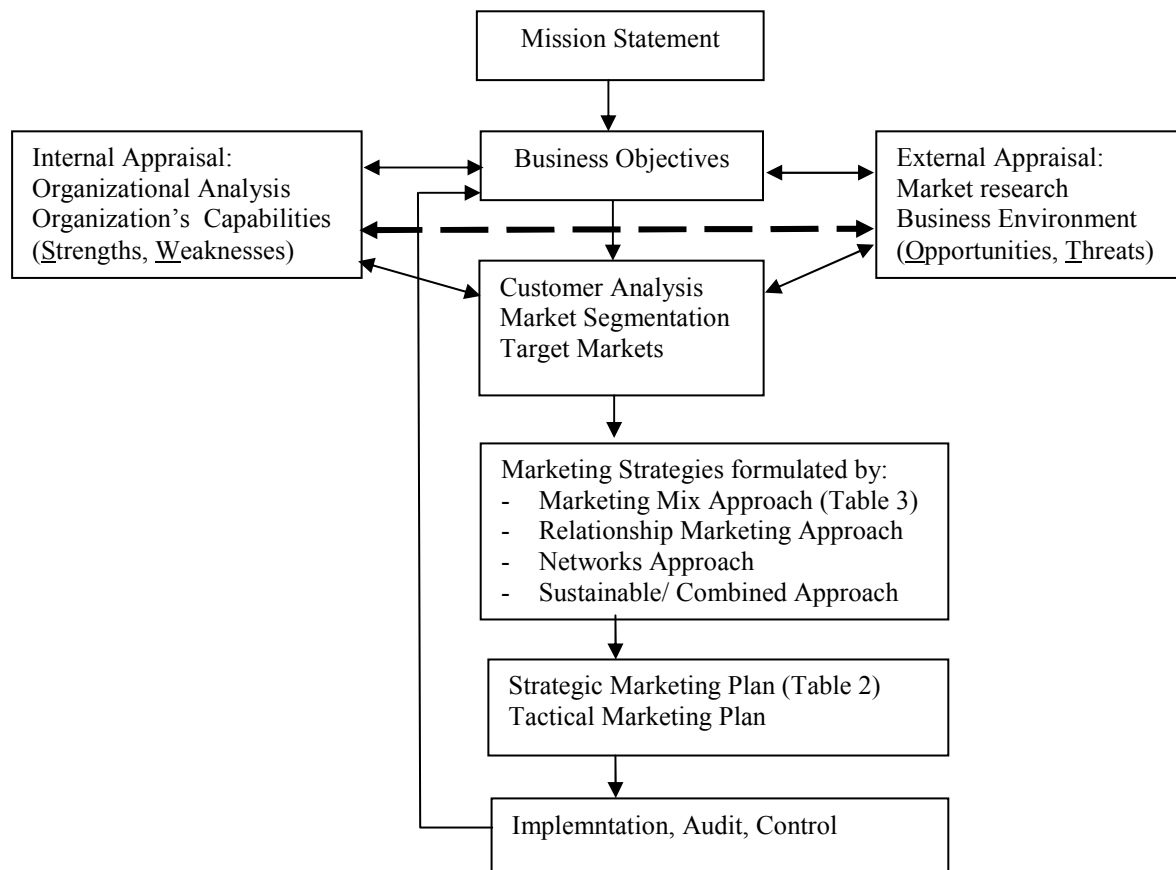 Mission Statement
Internal Appraisal:
Organizational Analysis
Organization’s Capabilities
(Strengths, Weaknesses)
Business Objectives
External Appraisal:
Market research
Business Environment
(Opportunities, Threats)
Customer Analysis
Market Segmentation
Target Markets
Marketing Strategies formulated by:
- Marketing Mix Approach (Table 3)
- Relationship Marketing Approach
- Networks Approach
- Sustainable/ Combined Approach
Strategic Marketing Plan (Table 2)
Tactical Marketing Plan
Implemntation, Audit, Control